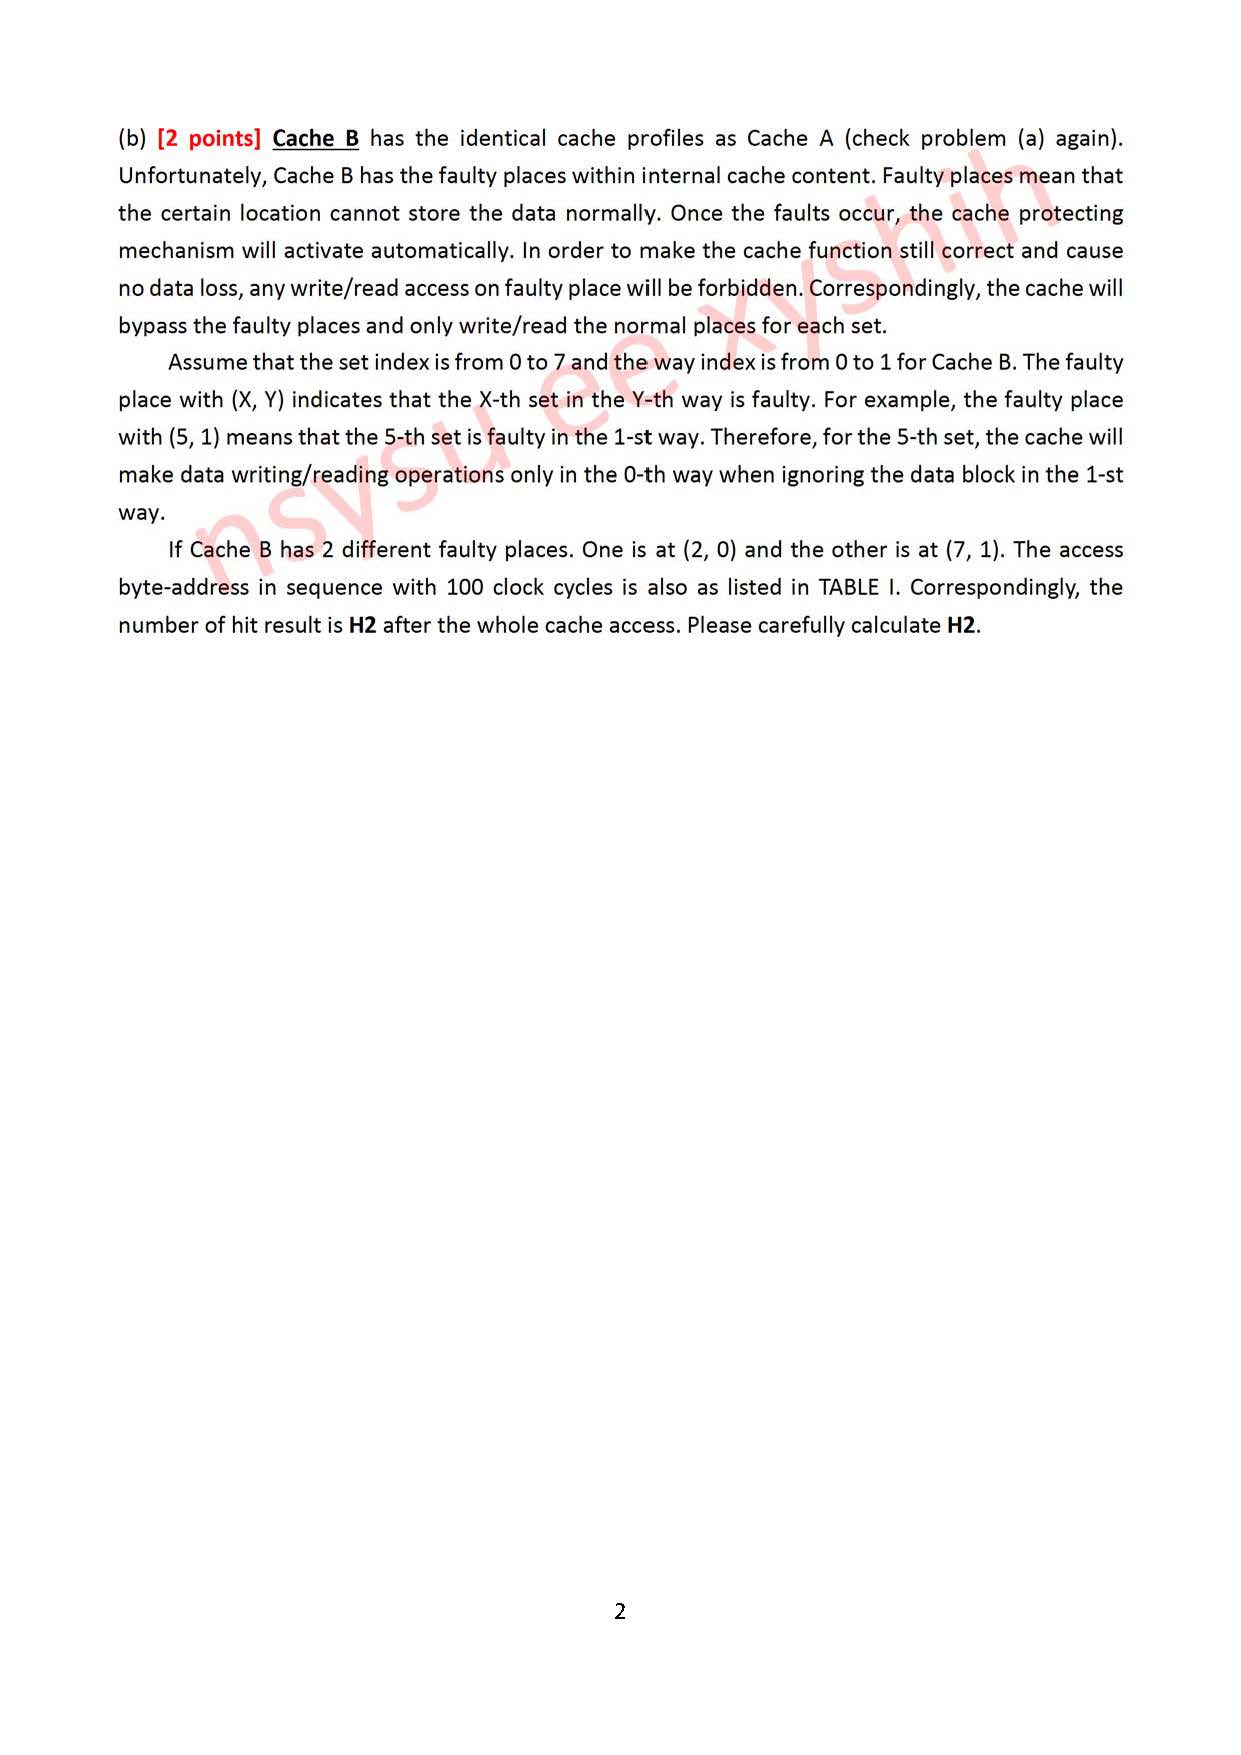 (b) [2 points] Cache B has the identical cache profiles as Cache A (check problem (a) again).
Unfortunately, Cache B has the faulty places within internal cache content. Faulty places mean that
the certain location cannot store the data normally. Once the faults occur, the cache protecting
mechanism will activate automatically. In order to make the cache function still correct and cause
no data loss, any write/read access on faulty place will be forbidden. Correspondingly, the cache will
bypass the faulty places and only write/read the normal places for each set.
Assume that the set index is from 0 to 7 and the way index is from 0 to 1 for Cache B. The faulty
place with (X, Y) indicates that the X-th set in the Y-th way is faulty. For example, the faulty place
with (5, 1) means that the 5-th set is faulty in the 1-st way. Therefore, for the 5-th set, the cache will
make data writing/reading operations only in the 0-th way when ignoring the data block in the 1-st
way.
If Cache B has 2 different faulty places. One is at (2, 0) and the other is at (7, 1). The access
byte-address in sequence with 100 clock cycles is also as listed in TABLE I. Correspondingly, the
number of hit result is H2 after the whole cache access. Please carefully calculate H2.
nsysu ee xyshih
2